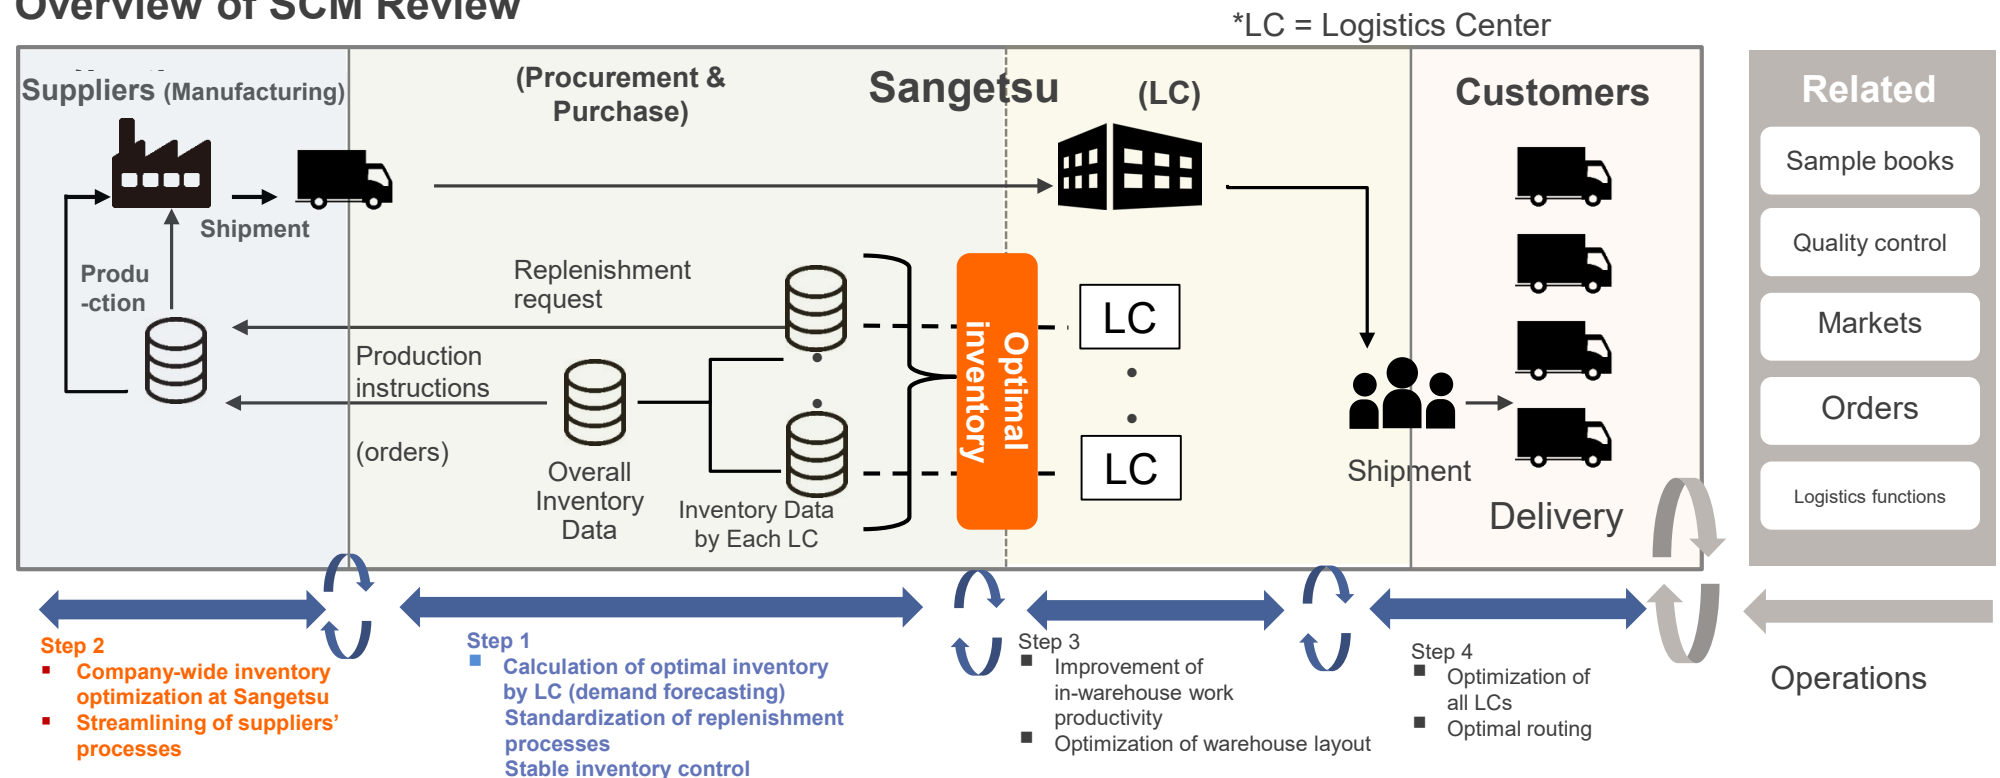 Overview of SCM Review
*LC = Logistics Center
Suppliers (Manufacturing)
(Procurement &
Purchase)
Sangetsu
(LC)
Customers
Related
Sample books
Quality control
Markets
Orders
Logistics functions
Shipment
Produ
-ction
Replenishment
request
Production
instructions
(orders)
Overall
Inventory
Data
Inventory Data
by Each LC
Optimal
inventory
LC
LC
Shipment
Delivery
Step 2
Company-wide inventory
optimization at Sangetsu
Streamlining of suppliers’
processes
Step 1
Calculation of optimal inventory
by LC (demand forecasting)
Standardization of replenishment
processes
Stable inventory control
Step 3
Improvement of
in-warehouse work
productivity
Optimization of warehouse layout
Step 4
Optimization of
all LCs
Optimal routing
Operations